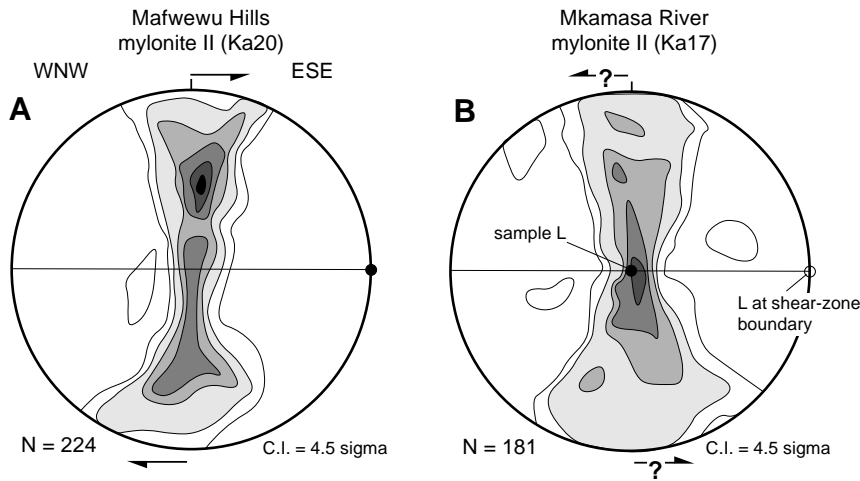 Mafwewu Hills
mylonite II (Ka20)
WNW
ESE
A
N = 224
C.I. = 4.5 sigma
Mkamasa River
mylonite II (Ka17)
?
B
sample L
L at shear-zone
boundary
N = 181
C.I. = 4.5 sigma
?